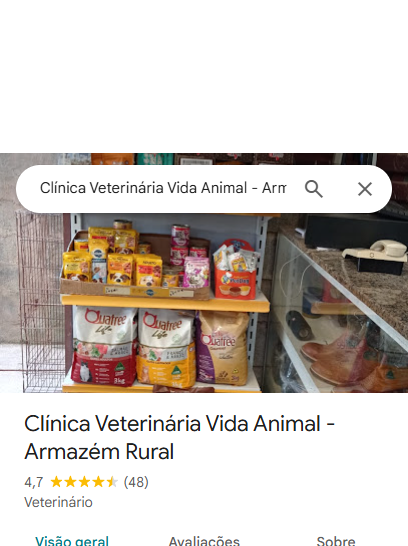 Clínica Veterinária Vida Animal - Arm
Quatree
Life
Quatree
Life
Quatree
Clínica Veterinária Vida Animal -
Armazém Rural
4,7 (48)
Veterinário
Visão geral Avaliações Sobre